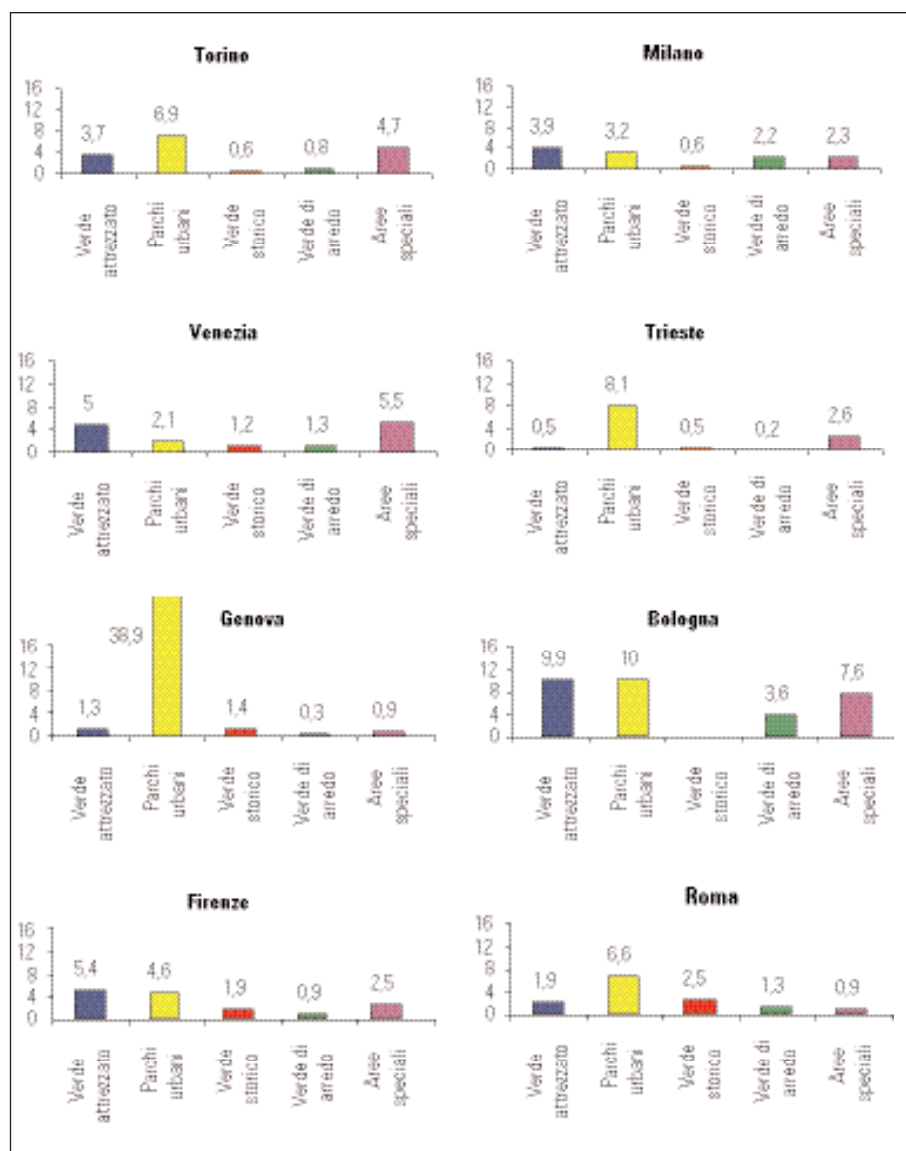 Torino
16
12
8
4
0
3,7
6,9
0,6
0,8
4,7
Verde attrezzato
Parchi urbani
Verde storico
Verde di arredo
Aree speciali
Milano
16
12
8
4
0
3,9
3,2
0,6
2,2
2,3
Verde attrezzato
Parchi urbani
Verde storico
Verde di arredo
Aree speciali
Venezia
16
12
8
4
0
5
2,1
1,2
1,3
5,5
Verde attrezzato
Parchi urbani
Verde storico
Verde di arredo
Aree speciali
Trieste
16
12
8
4
0
0,5
8,1
0,5
0,2
2,6
Verde attrezzato
Parchi urbani
Verde storico
Verde di arredo
Aree speciali
Genova
16
12
8
4
0
1,3
38,9
1,4
0,3
0,9
Verde attrezzato
Parchi urbani
Verde storico
Verde di arredo
Aree speciali
Bologna
16
12
8
4
0
9,9
10
3,6
7,6
Verde attrezzato
Parchi urbani
Verde storico
Verde di arredo
Aree speciali
Firenze
16
12
8
4
0
5,4
4,6
1,9
0,9
2,5
Verde attrezzato
Parchi urbani
Verde storico
Verde di arredo
Aree speciali
Roma
16
12
8
4
0
1,9
6,6
2,5
1,3
0,9
Verde attrezzato
Parchi urbani
Verde storico
Verde di arredo
Aree speciali